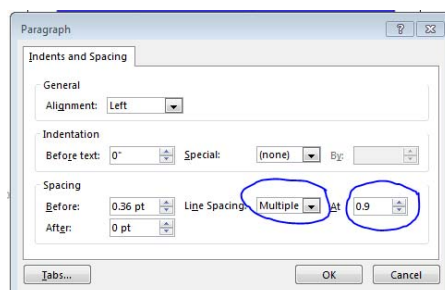 Paragraph
Indents and Spacing
General
Alignment: Left
Indentation
Before text: 0" Special: (none) By:
Spacing
Before: 0.36 pt Line Spacing: Multiple At 0.9
After: 0 pt
Tabs... OK Cancel